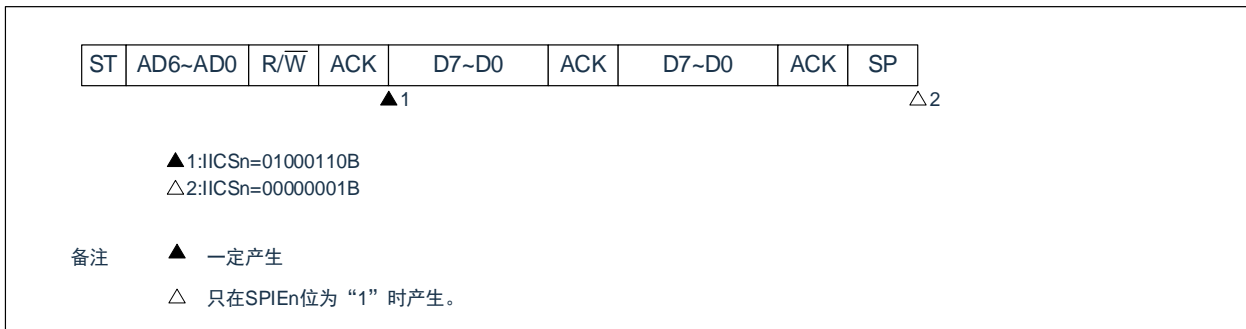 ST AD6~AD0 R/W̅ ACK D7~D0 ACK D7~D0 ACK SP
▲1 △2
▲1:IICSn=01000110B
△2:IICSn=00000001B
备注 ▲ 一定产生
△ 只在SPIEn位为“1”时产生。